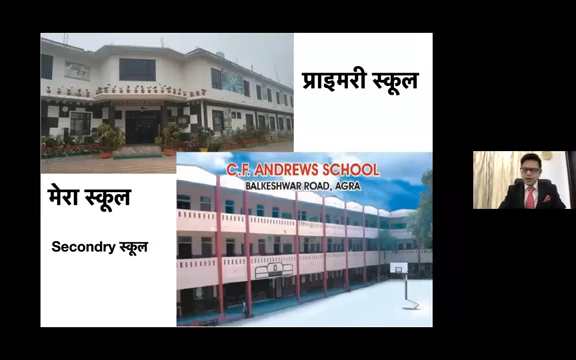 प्राइमरी स्कूल
C.F. ANDREWS SCHOOL
BALKESHWAR ROAD, AGRA
मेरा स्कूल
Secondry स्कूल